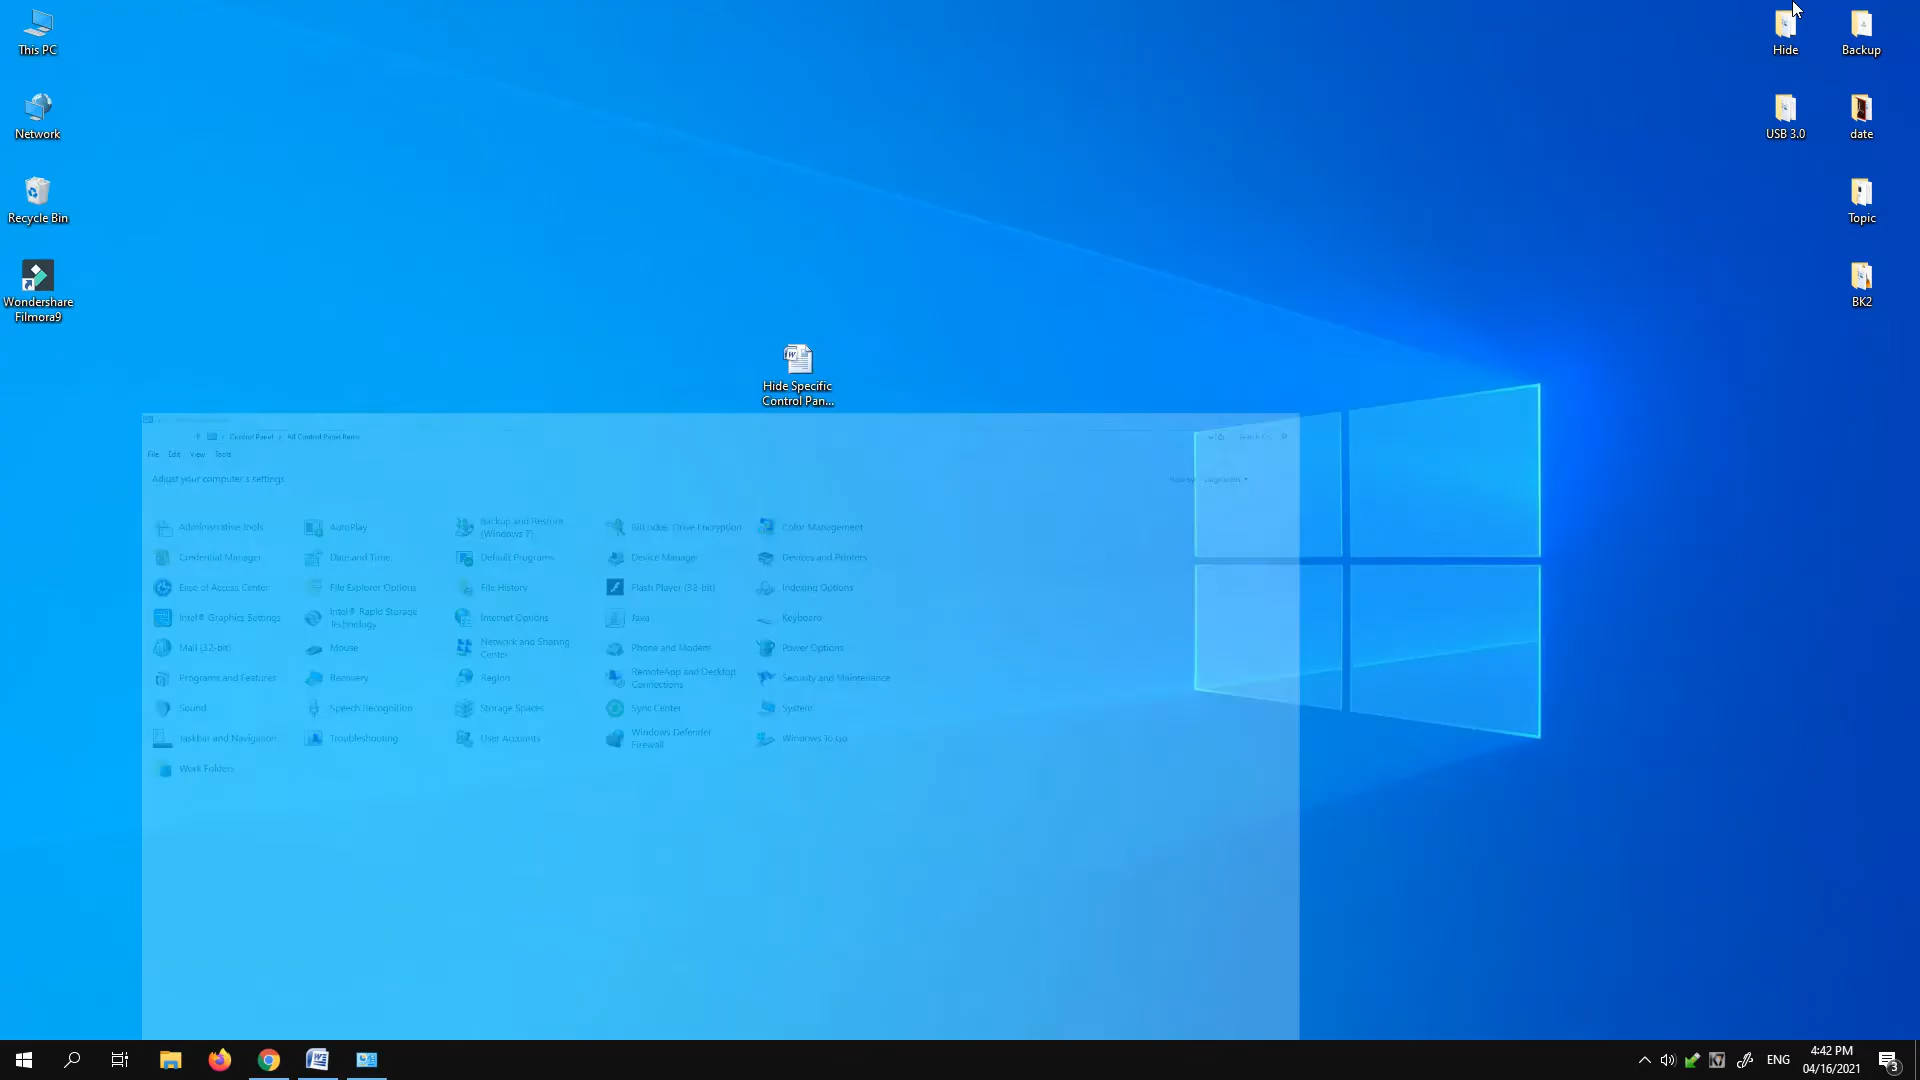 This PC
Network
Recycle Bin
Wondershare
Filmora9
Hide
Backup
USB 3.0
date
Topic
BK2
Hide Specific
Control Pan...
Control Panel
All Control Panel Items
File Edit View Tools
Adjust your computer's settings
Administrative Tools
AutoPlay
Backup and Restore
(Windows 7)
BitLocker Drive Encryption
Color Management
Credential Manager
Date and Time
Default Programs
Device Manager
Devices and Printers
Ease of Access Center
File Explorer Options
File History
Flash Player (32-bit)
Indexing Options
Intel® Graphics Settings
Intel® Rapid Storage
Technology
Internet Options
Java
Keyboard
Mail (32-bit)
Mouse
Network and Sharing
Center
Phone and Modem
Power Options
Programs and Features
Recovery
Region
RemoteApp and Desktop
Connections
Security and Maintenance
Sound
Speech Recognition
Storage Spaces
Sync Center
System
Taskbar and Navigation
Troubleshooting
User Accounts
Windows Defender
Firewall
Windows To Go
Work Folders
ENG
4:42 PM
04/16/2021
3